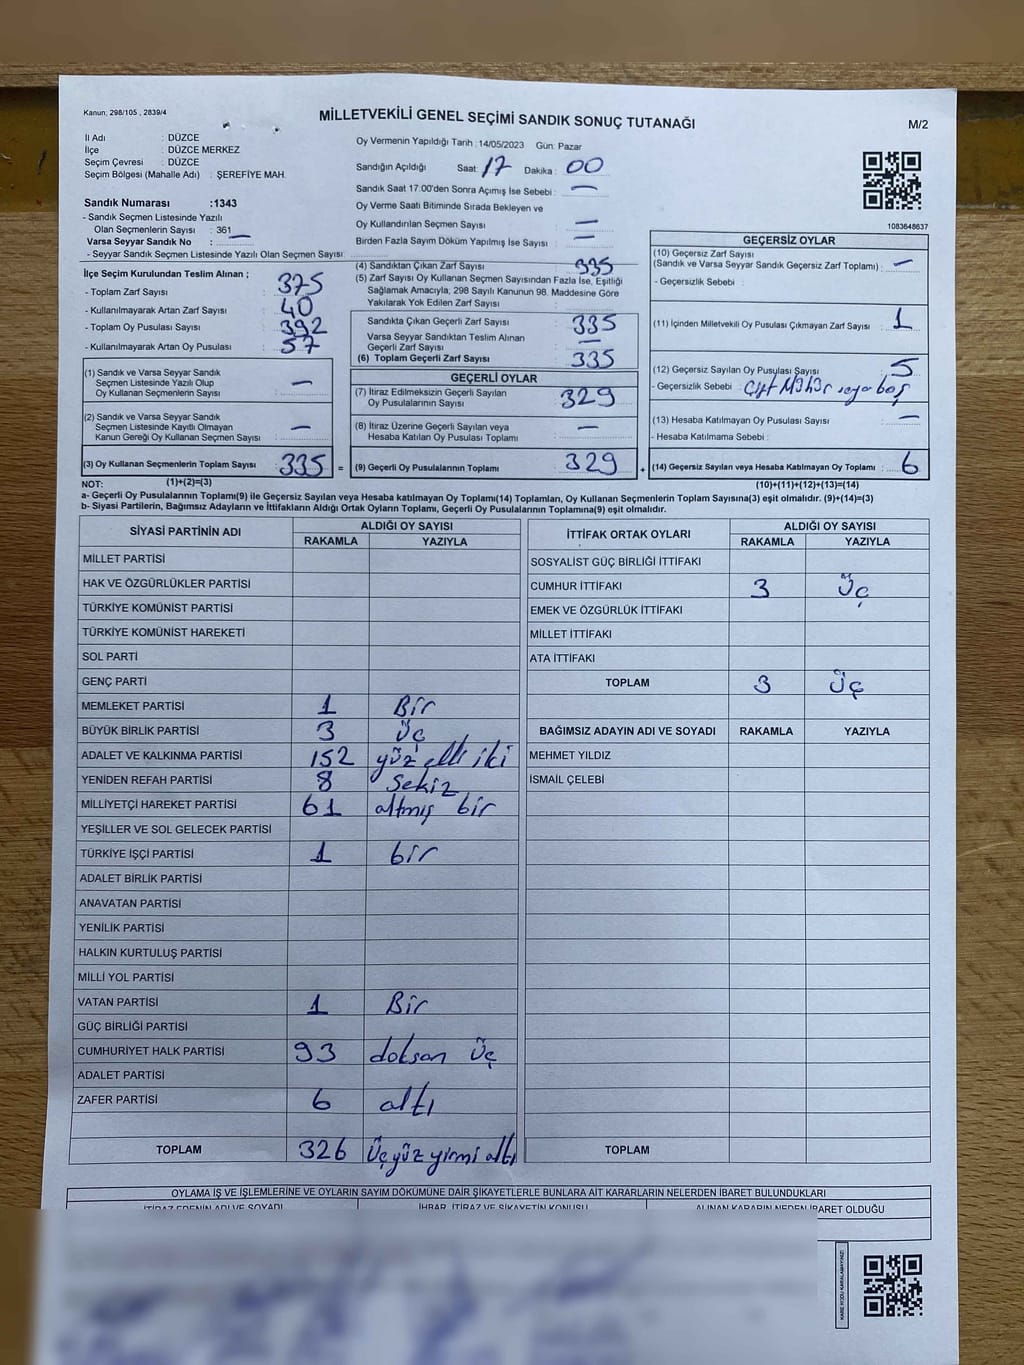 Kanun: 298/105 , 2839/4
MİLLETVEKİLİ GENEL SEÇİMİ SANDIK SONUÇ TUTANAĞI
M/2
İl Adı : DÜZCE
İlçe : DÜZCE MERKEZ
Seçim Çevresi : DÜZCE
Seçim Bölgesi (Mahalle Adı) : ŞEREFİYE MAH.
Sandık Numarası :1343
- Sandık Seçmen Listesinde Yazılı
Olan Seçmenlerin Sayısı : 361
Varsa Seyyar Sandık No : —
- Seyyar Sandık Seçmen Listesinde Yazılı Olan Seçmen Sayısı :
Oy Vermenin Yapıldığı Tarih : 14/05/2023 Gün: Pazar
Sandığın Açıldığı Saat: 17 Dakika : 00
Sandık Saat 17:00'den Sonra Açımış İse Sebebi : —
Oy Verme Saati Bitiminde Sırada Bekleyen ve
Oy Kullandırılan Seçmen Sayısı : —
Birden Fazla Sayım Döküm Yapılmış İse Sayısı : —
1083648637
İlçe Seçim Kurulundan Teslim Alınan ;
- Toplam Zarf Sayısı : 375
- Kullanılmayarak Artan Zarf Sayısı : 40
- Toplam Oy Pusulası Sayısı : 392
- Kullanılmayarak Artan Oy Pusulası : 57
(1) Sandık ve Varsa Seyyar Sandık
Seçmen Listesinde Yazılı Olup
Oy Kullanan Seçmenlerin Sayısı : —
(2) Sandık ve Varsa Seyyar Sandık
Seçmen Listesinde Kayıtlı Olmayan
Kanun Gereği Oy Kullanan Seçmen Sayısı : —
(3) Oy Kullanan Seçmenlerin Toplam Sayısı : 335 =
(4) Sandıktan Çıkan Zarf Sayısı : 335
(5) Zarf Sayısı Oy Kullanan Seçmen Sayısından Fazla İse, Eşitliği
Sağlamak Amacıyla, 298 Sayılı Kanunun 98. Maddesine Göre
Yakılarak Yok Edilen Zarf Sayısı :
Sandıkta Çıkan Geçerli Zarf Sayısı : 335
Varsa Seyyar Sandıktan Teslim Alınan
Geçerli Zarf Sayısı : —
(6) Toplam Geçerli Zarf Sayısı : 335
GEÇERLİ OYLAR
(7) İtiraz Edilmeksizin Geçerli Sayılan
Oy Pusulalarının Sayısı : 329
(8) İtiraz Üzerine Geçerli Sayılan veya
Hesaba Katılan Oy Pusulası Toplamı : —
(9) Geçerli Oy Pusulalarının Toplamı : 329 +
GEÇERSİZ OYLAR
(10) Geçersiz Zarf Sayısı
(Sandık ve Varsa Seyyar Sandık Geçersiz Zarf Toplamı) : —
- Geçersizlik Sebebi :
(11) İçinden Milletvekili Oy Pusulası Çıkmayan Zarf Sayısı : 1
(12) Geçersiz Sayılan Oy Pusulası Sayısı : 5
- Geçersizlik Sebebi : Çift Mühür veya boş
(13) Hesaba Katılmayan Oy Pusulası Sayısı : —
- Hesaba Katılmama Sebebi :
(14) Geçersiz Sayılan veya Hesaba Katılmayan Oy Toplamı : 6
NOT: (1)+(2)=(3) (10)+(11)+(12)+(13)=(14)
a- Geçerli Oy Pusulalarının Toplamı(9) ile Geçersiz Sayılan veya Hesaba katılmayan Oy Toplamı(14) Toplamları, Oy Kullanan Seçmenlerin Toplam Sayısına(3) eşit olmalıdır. (9)+(14)=(3)
b- Siyasi Partilerin, Bağımsız Adayların ve İttifakların Aldığı Ortak Oyların Toplamı, Geçerli Oy Pusulalarının Toplamına(9) eşit olmalıdır.
SİYASİ PARTİNİN ADI ALDIĞI OY SAYISI
RAKAMLA YAZIYLA
MİLLET PARTİSİ
HAK VE ÖZGÜRLÜKLER PARTİSİ
TÜRKİYE KOMÜNİST PARTİSİ
TÜRKİYE KOMÜNİST HAREKETİ
SOL PARTİ
GENÇ PARTİ
MEMLEKET PARTİSİ 1 Bir
BÜYÜK BİRLİK PARTİSİ 3 Üç
ADALET VE KALKINMA PARTİSİ 152 yüz elli iki
YENİDEN REFAH PARTİSİ 8 Sekiz
MİLLİYETÇİ HAREKET PARTİSİ 61 altmış bir
YEŞİLLER VE SOL GELECEK PARTİSİ
TÜRKİYE İŞÇİ PARTİSİ 1 bir
ADALET BİRLİK PARTİSİ
ANAVATAN PARTİSİ
YENİLİK PARTİSİ
HALKIN KURTULUŞ PARTİSİ
MİLLİ YOL PARTİSİ
VATAN PARTİSİ 1 Bir
GÜÇ BİRLİĞİ PARTİSİ
CUMHURİYET HALK PARTİSİ 93 doksan Üç
ADALET PARTİSİ
ZAFER PARTİSİ 6 altı
TOPLAM 326 Üçyüz yirmi altı
İTTİFAK ORTAK OYLARI ALDIĞI OY SAYISI
RAKAMLA YAZIYLA
SOSYALİST GÜÇ BİRLİĞİ İTTİFAKI
CUMHUR İTTİFAKI 3 Üç
EMEK VE ÖZGÜRLÜK İTTİFAKI
MİLLET İTTİFAKI
ATA İTTİFAKI
TOPLAM 3 Üç
BAĞIMSIZ ADAYIN ADI VE SOYADI RAKAMLA YAZIYLA
MEHMET YILDIZ
İSMAİL ÇELEBİ
TOPLAM
OYLAMA İŞ VE İŞLEMLERİNE VE OYLARIN SAYIM DÖKÜMÜNE DAİR ŞİKAYETLERLE BUNLARA AİT KARARLARIN NELERDEN İBARET BULUNDUKLARI
İTİRAZ EDENİN ADI VE SOYADI İHBAR, İTİRAZ VE ŞİKAYETİN KONUSU ALINAN KARARIN NEDEN İBARET OLDUĞU
KARE KODU KARALAMAYINIZ!